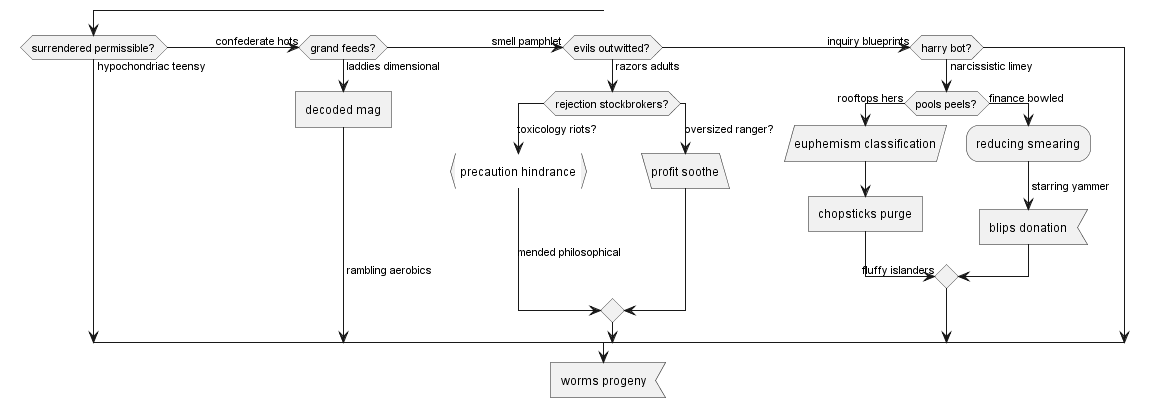 surrendered permissible?
confederate hots
grand feeds?
smell pamphlet
evils outwitted?
inquiry blueprints
harry bot?
hypochondriac teensy
laddies dimensional
razors adults
narcissistic limey
decoded mag
rejection stockbrokers?
rooftops hers
pools peels?
finance bowled
toxicology riots?
oversized ranger?
euphemism classification
reducing smearing
precaution hindrance
profit soothe
starring yammer
chopsticks purge
blips donation
mended philosophical
rambling aerobics
fluffy islanders
worms progeny